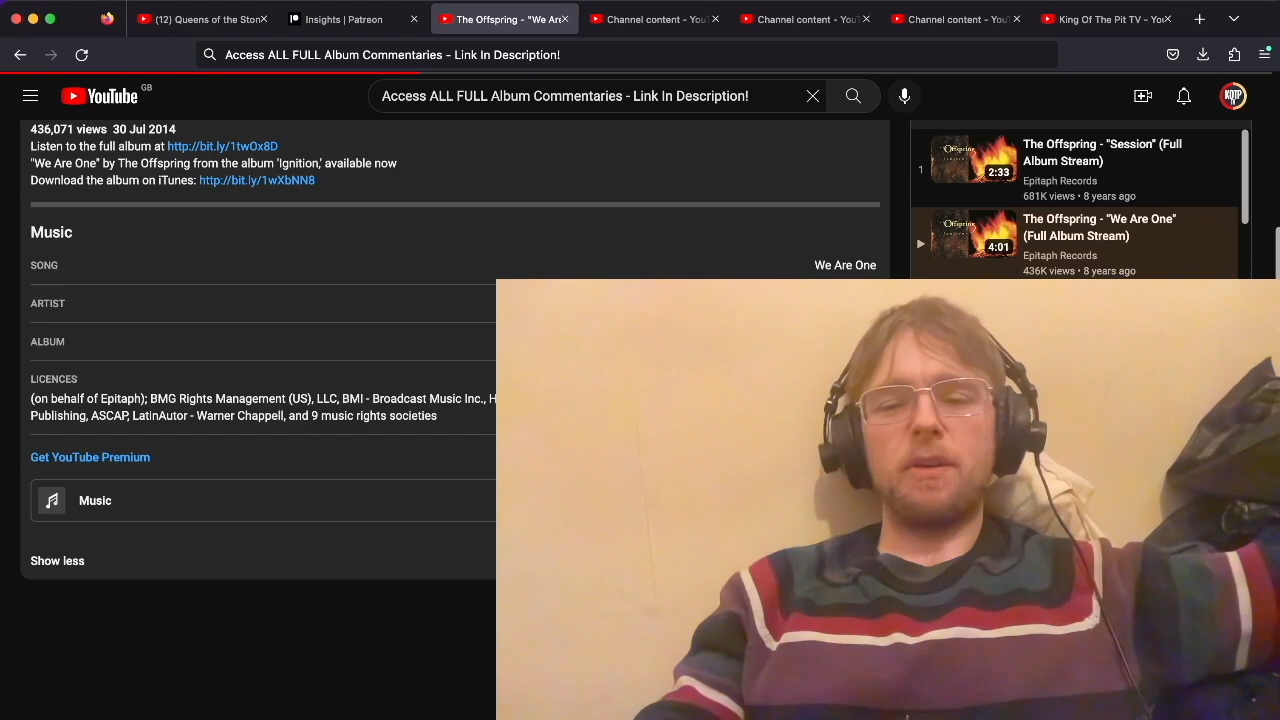 (12) Queens of the Ston
Insights | Patreon
The Offspring - "We Are
Channel content - YouT
Channel content - YouT
Channel content - YouT
King Of The Pit TV - You
Access ALL FULL Album Commentaries - Link In Description!
YouTube GB
Access ALL FULL Album Commentaries - Link In Description!
KOTP TV
436,071 views 30 Jul 2014
Listen to the full album at http://bit.ly/1twOx8D
"We Are One" by The Offspring from the album 'Ignition,' available now
Download the album on iTunes: http://bit.ly/1wXbNN8
Music
SONG
We Are One
ARTIST
ALBUM
LICENCES
(on behalf of Epitaph); BMG Rights Management (US), LLC, BMI - Broadcast Music Inc., H
Publishing, ASCAP, LatinAutor - Warner Chappell, and 9 music rights societies
Get YouTube Premium
Music
Show less
1
Offspring
2:33
The Offspring - "Session" (Full
Album Stream)
Epitaph Records
681K views • 8 years ago
Offspring
4:01
The Offspring - "We Are One"
(Full Album Stream)
Epitaph Records
436K views • 8 years ago